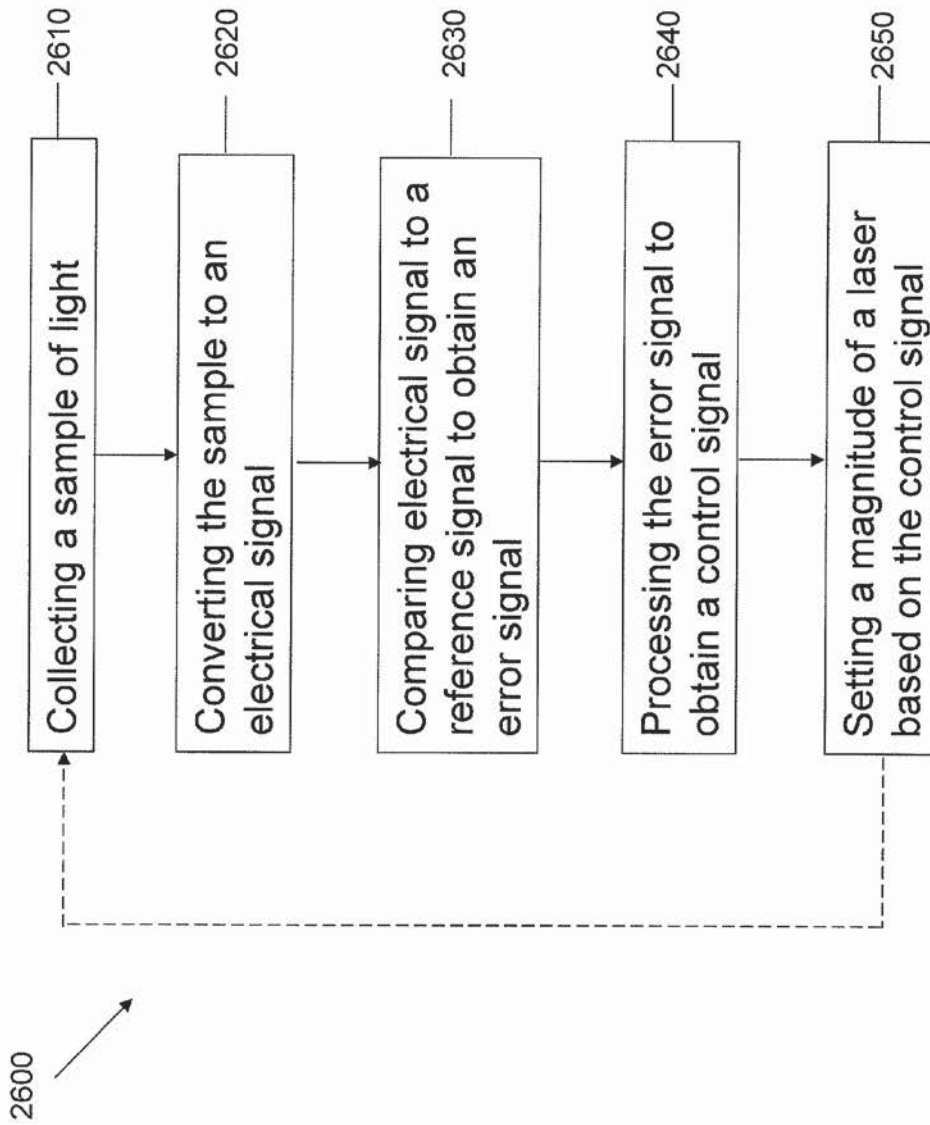 2600
Collecting a sample of light
2610
Converting the sample to an
electrical signal
2620
Comparing electrical signal to a
reference signal to obtain an
error signal
2630
Processing the error signal to
obtain a control signal
2640
Setting a magnitude of a laser
based on the control signal
2650